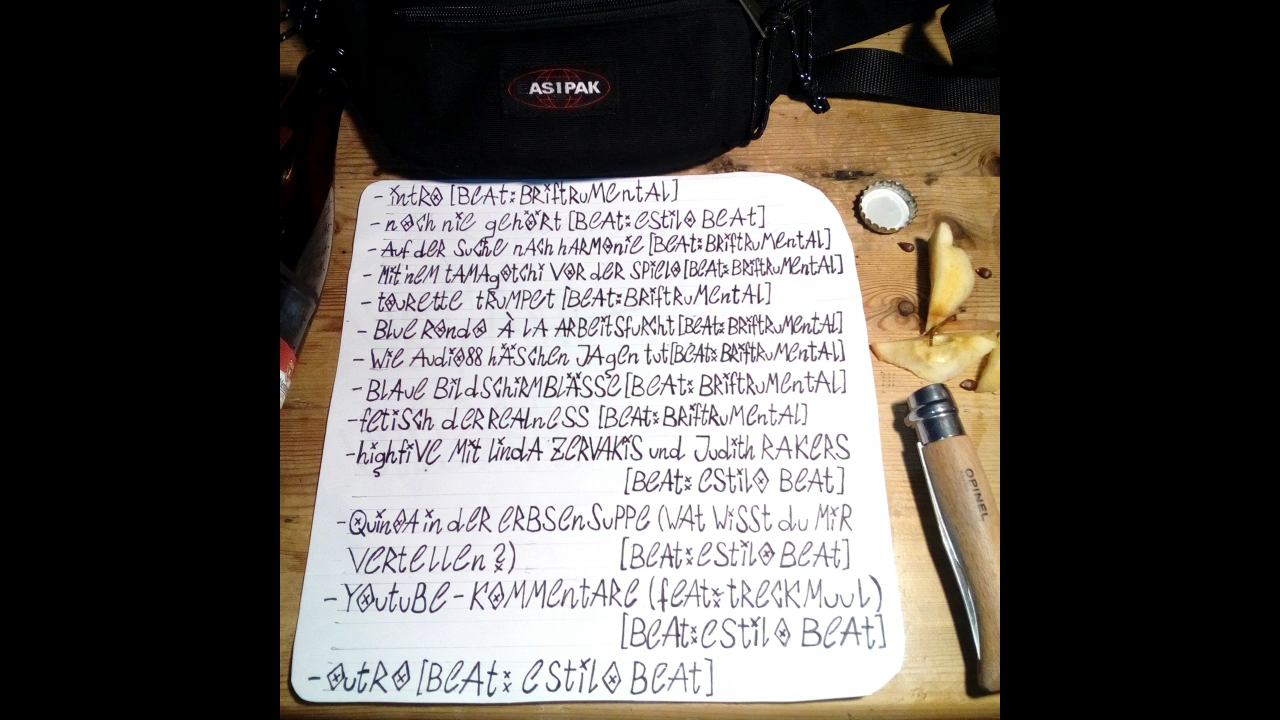 ASIPAK
- intRO [BeAt: BRiftRuMentAl]
- noch nie gehört [BeAt: eStilO BeAt]
- Auf deR SuChe nACh hARMOnie [BeAt: BRiftRuMentAl]
- Mit'neM tAMAgOtChi VOR deR SPielO [BeAt: BRiftRuMentAl]
- tOuRette tRuMPet [BeAt: BRiftRuMentAl]
- Blue ROndO À LA ARBeitSfuRCht [BeAt: BRiftRuMentAl]
- Wie AudiO88 hÄSChen JAgen tut [BeAt: BRiftRuMentAl]
- BLAue BildSChiRMBLÄSSe [BeAt: BRiftRuMentAl]
- fetiSCh deR ReAlneSS [BeAt: BRiftRuMentAl]
- highfiVe Mit lindA ZeRVAKiS und Judith RAKeRS
[BeAt: eStilO BeAt]
- QuinOA in deR eRBSenSuPPe (WAt WiSSt du MiR
VeRtellen?) [BeAt: eStilO BeAt]
- YOutuBe-KOMMentARe (feAt: tReCKMuul)
[BeAt: eStilO BeAt]
- OutRO [BeAt: eStilO BeAt]
OPINEL